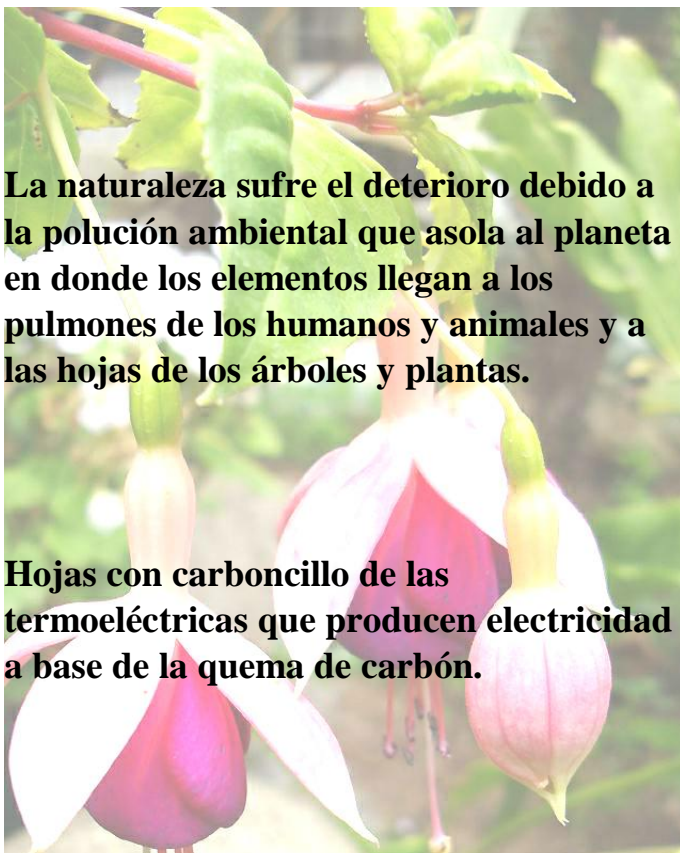 La naturaleza sufre el deterioro debido a
la polución ambiental que asola al planeta
en donde los elementos llegan a los
pulmones de los humanos y animales y a
las hojas de los árboles y plantas.
Hojas con carboncillo de las
termoeléctricas que producen electricidad
a base de la quema de carbón.